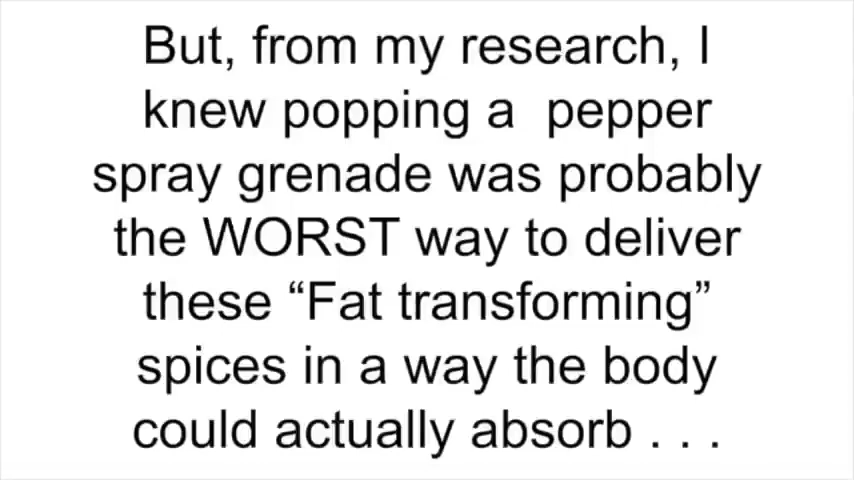 But, from my research, I
knew popping a  pepper
spray grenade was probably
the WORST way to deliver
these “Fat transforming”
spices in a way the body
could actually absorb . . .